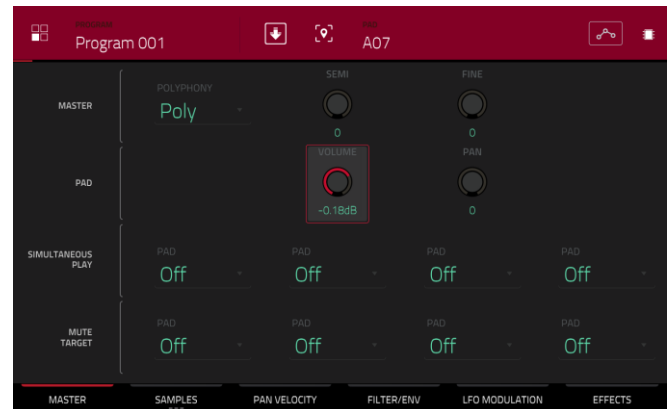 PROGRAM PAD
Program 001 A07
SEMI FINE
MASTER POLYPHONY
Poly
0 0
VOLUME PAN
PAD
-0.18dB 0
SIMULTANEOUS PLAY PAD PAD PAD PAD
Off Off Off Off
MUTE TARGET PAD PAD PAD PAD
Off Off Off Off
MASTER SAMPLES PAN VELOCITY FILTER/ENV LFO MODULATION EFFECTS